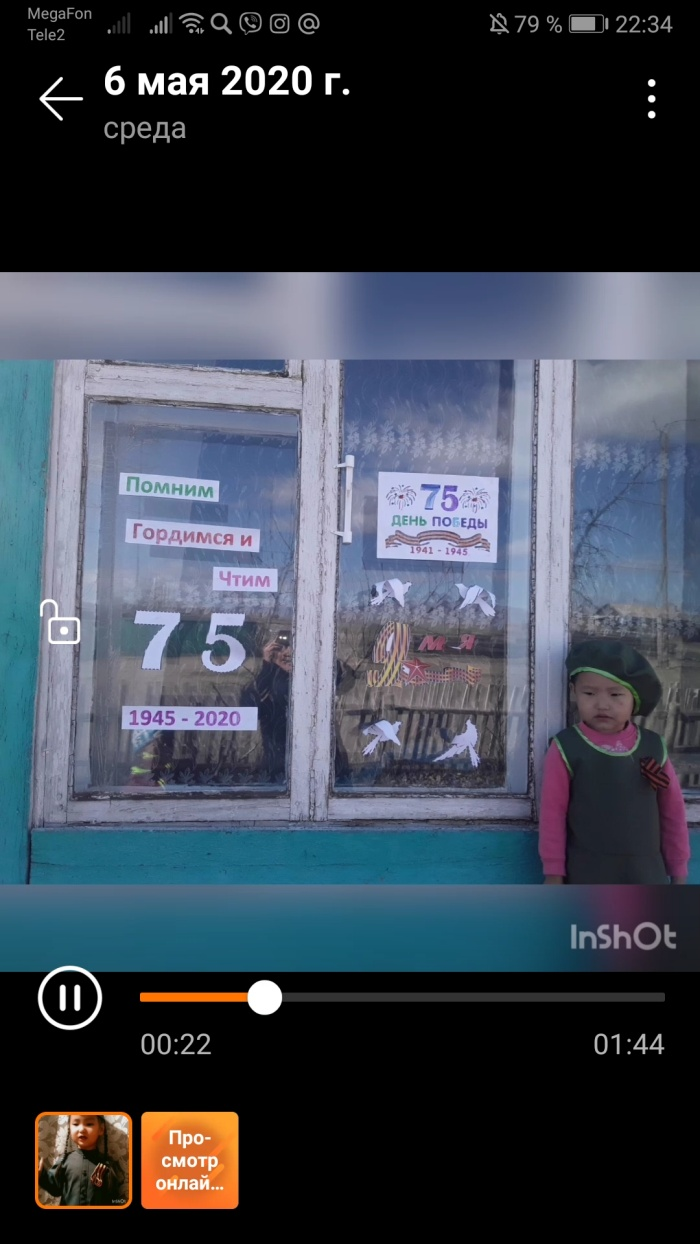 MegaFon
Tele2
79 %
22:34
6 мая 2020 г.
среда
Помним
Гордимся и
Чтим
75
1945 - 2020
75
ДЕНЬ ПОБЕДЫ
1941 - 1945
9 мая
InShOt
00:22
01:44
Про-
смотр
онлай...